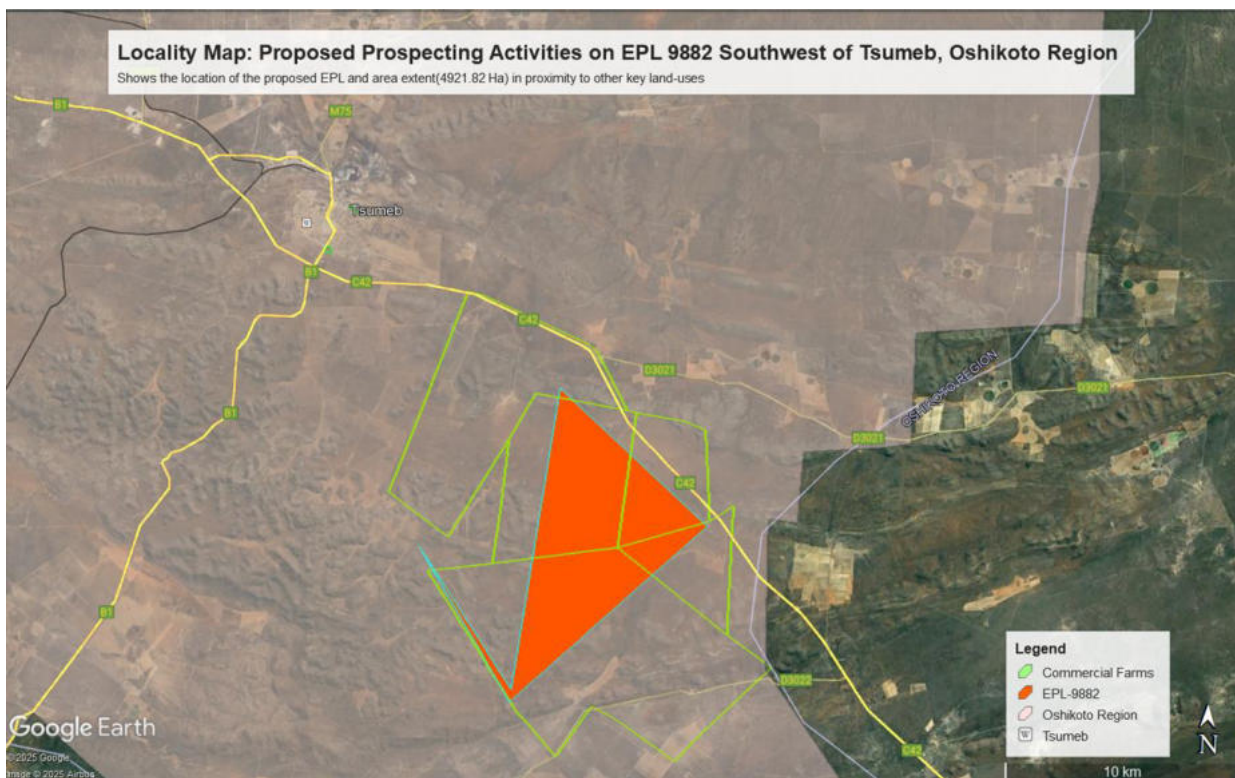 Locality Map: Proposed Prospecting Activities on EPL 9882 Southwest of Tsumeb, Oshikoto Region
Shows the location of the proposed EPL and area extent(4921.82 Ha) in proximity to other key land-uses
B1
M75
Tsumeb
B1
C42
C42
D3021
D3021
OSHIKOTO REGION
B1
D3021
C42
B1
D3022
C42
Legend
Commercial Farms
EPL-9882
Oshikoto Region
Tsumeb
N
10 km
Google Earth
© 2025 Google
Image © 2025 Airbus